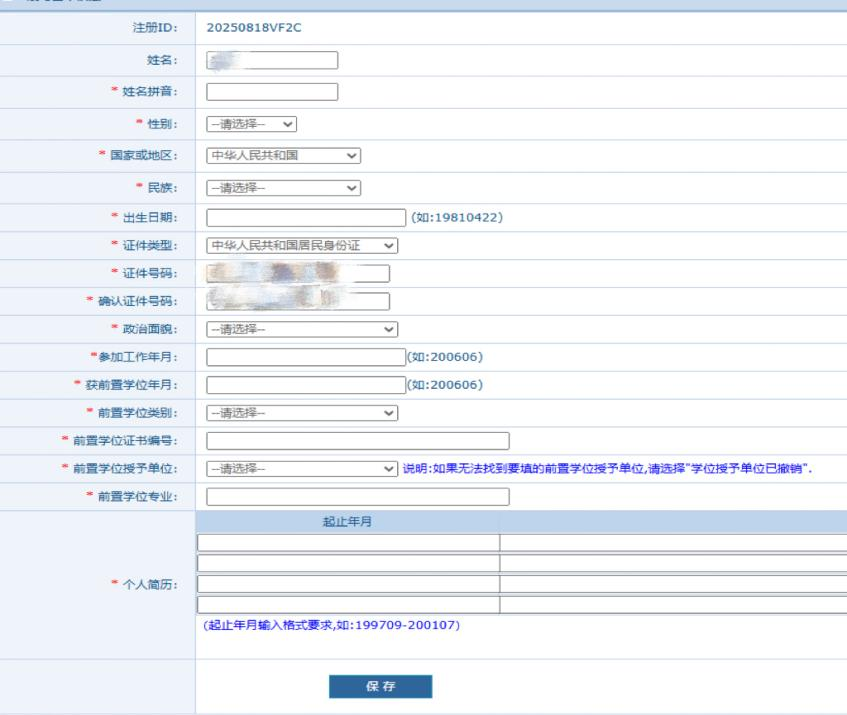 注册ID: 20250818VF2C
姓名:
* 姓名拼音:
* 性别: --请选择--
* 国家或地区: 中华人民共和国
* 民族: --请选择--
* 出生日期: (如:19810422)
* 证件类型: 中华人民共和国居民身份证
* 证件号码:
* 确认证件号码:
* 政治面貌: --请选择--
*参加工作年月: (如:200606)
* 获前置学位年月: (如:200606)
* 前置学位类别: --请选择--
* 前置学位证书编号:
* 前置学位授予单位: --请选择-- 说明:如果无法找到要填的前置学位授予单位,请选择"学位授予单位已撤销".
* 前置学位专业:
起止年月
* 个人简历:
(起止年月输入格式要求,如:199709-200107)
保 存